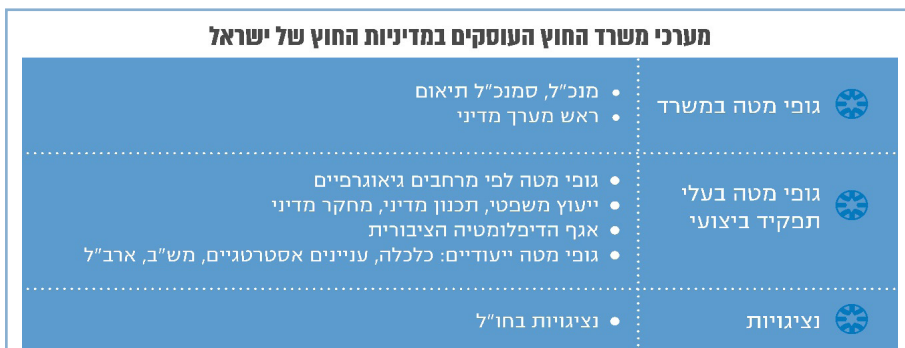 מערכי משרד החוץ העוסקים במדיניות החוץ של ישראל
גופי מטה במשרד
• מנכ"ל, סמנכ"ל תיאום
• ראש מערך מדיני
גופי מטה בעלי
תפקיד ביצועי
• גופי מטה לפי מרחבים גיאוגרפיים
• ייעוץ משפטי, תכנון מדיני, מחקר מדיני
• אגף הדיפלומטיה הציבורית
• גופי מטה ייעודיים: כלכלה, עניינים אסטרטגיים, מש"ב, ארב"ל
נציגויות
• נציגויות בחו"ל